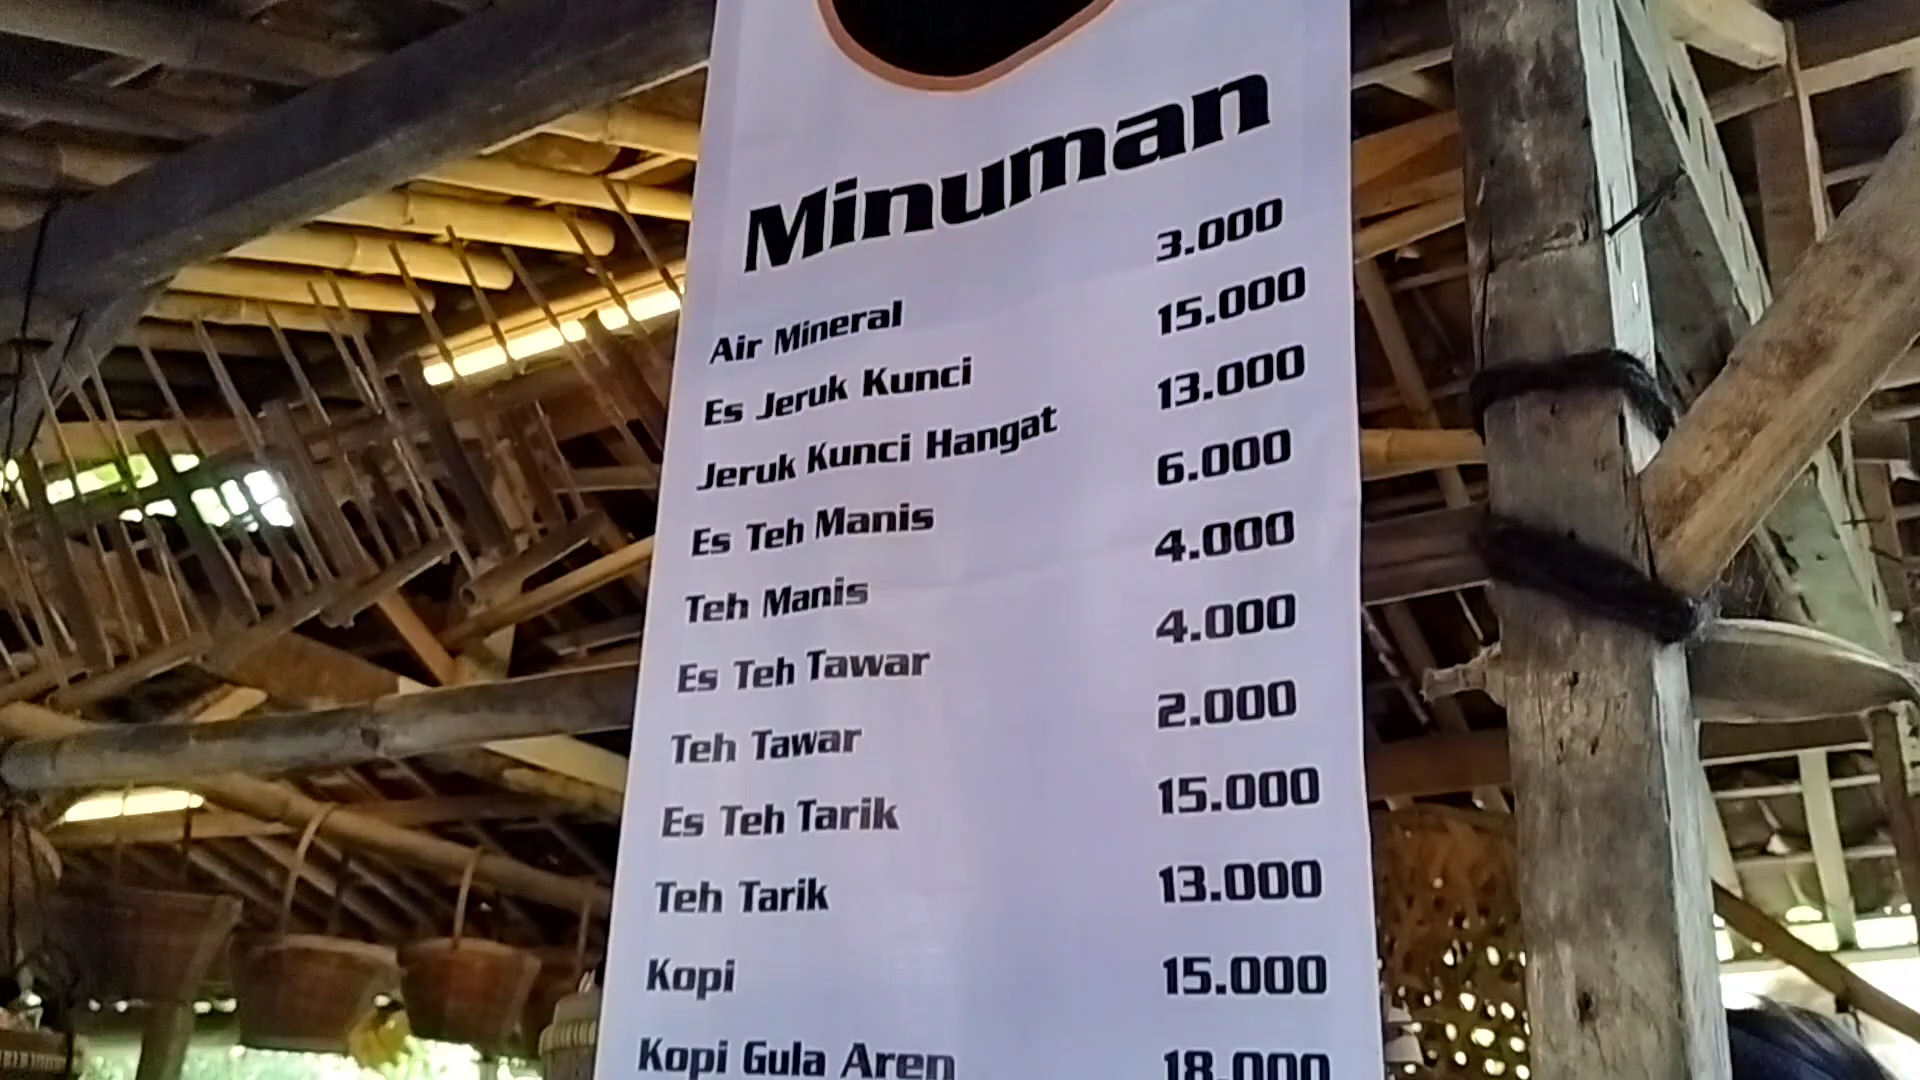 Minuman
Air Mineral 3.000
Es Jeruk Kunci 15.000
Jeruk Kunci Hangat 13.000
Es Teh Manis 6.000
Teh Manis 4.000
Es Teh Tawar 4.000
Teh Tawar 2.000
Es Teh Tarik 15.000
Teh Tarik 13.000
Kopi 15.000
Kopi Gula Aren 18.000